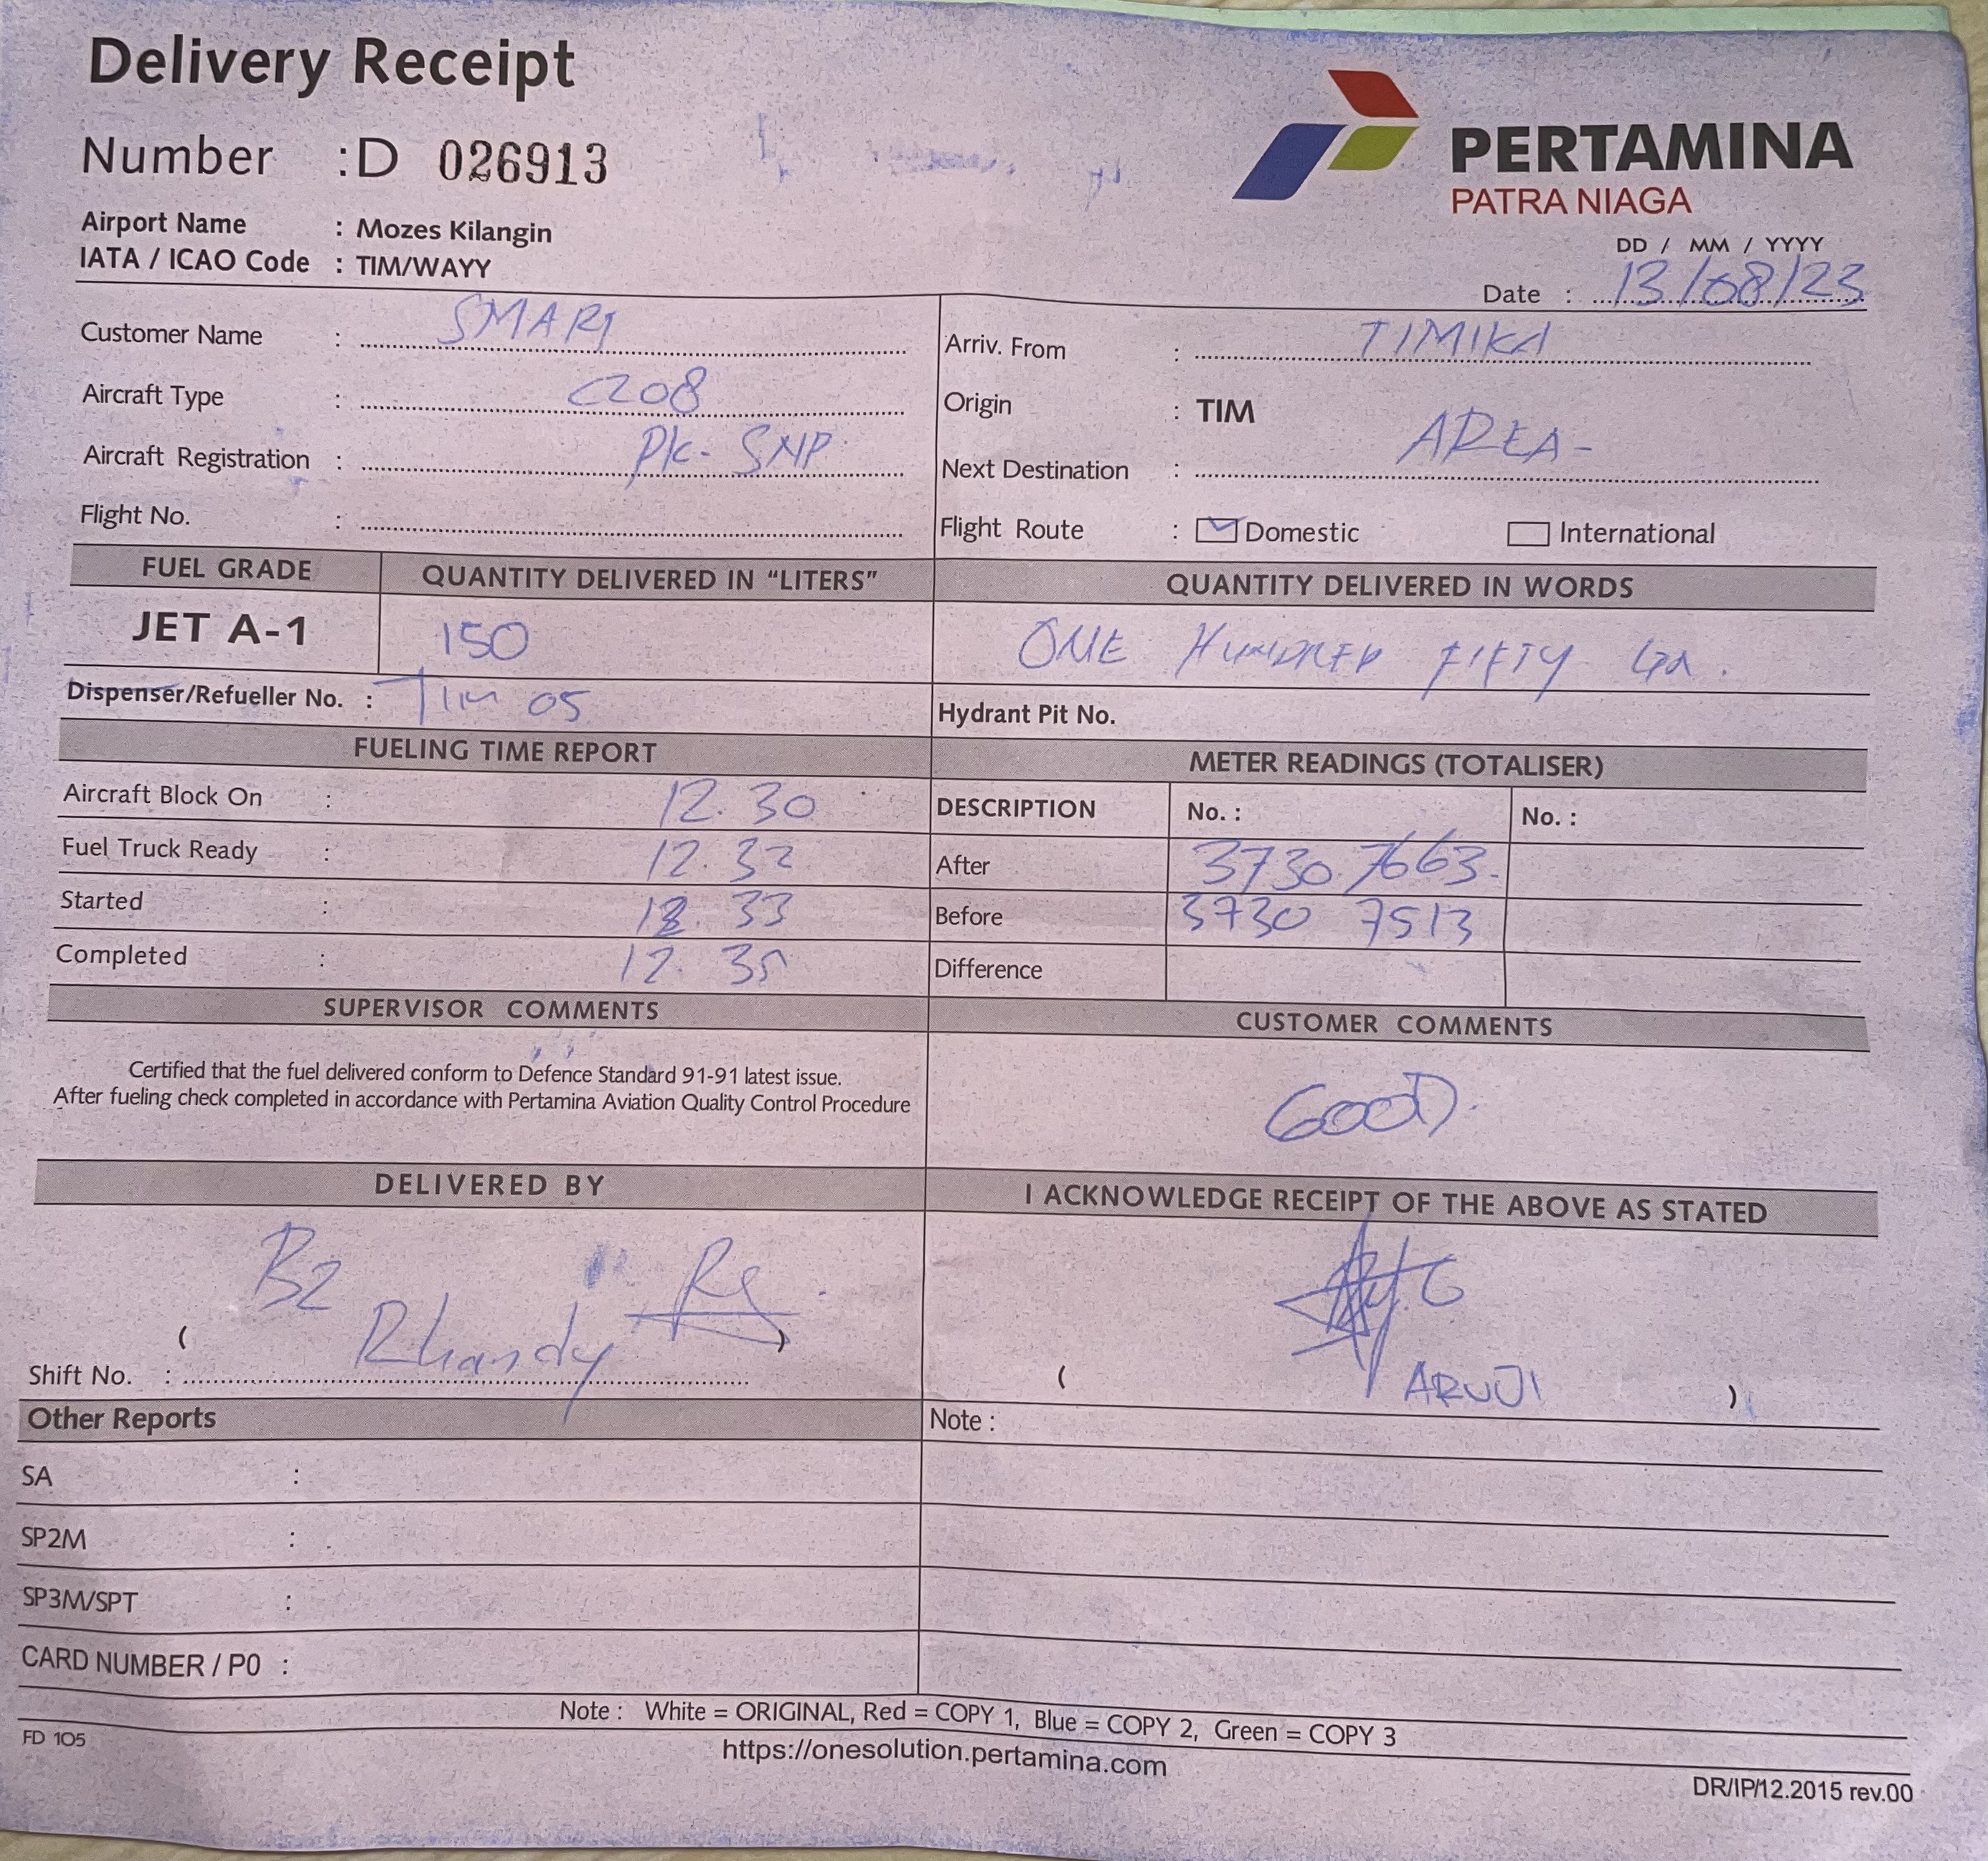 Delivery Receipt
Number : D 026913
PERTAMINA
PATRA NIAGA
Airport Name : Mozes Kilangin
IATA / ICAO Code : TIM/WAYY
DD / MM / YYYY
Date : 13/08/23
Customer Name : SMART
Aircraft Type : C208
Aircraft Registration : PK- SNP
Flight No. :
Arriv. From : TIMIKA
Origin : TIM
Next Destination : AREA-
Flight Route : Domestic International
FUEL GRADE QUANTITY DELIVERED IN “LITERS” QUANTITY DELIVERED IN WORDS
JET A-1 150 ONE HUNDRED FIFTY
Dispenser/Refueller No. : TIM 05 Hydrant Pit No.
FUELING TIME REPORT
Aircraft Block On : 12.30
Fuel Truck Ready : 12.32
Started : 12.33
Completed : 12.35
METER READINGS (TOTALISER)
DESCRIPTION No. : No. :
After 3730.7663.
Before 3730 7513
Difference
SUPERVISOR COMMENTS
Certified that the fuel delivered conform to Defence Standard 91-91 latest issue.
After fueling check completed in accordance with Pertamina Aviation Quality Control Procedure
CUSTOMER COMMENTS
GOOD.
DELIVERED BY
B2
( Rhandy )
Shift No. :
I ACKNOWLEDGE RECEIPT OF THE ABOVE AS STATED
( ARUJI )
Other Reports
SA :
SP2M :
SP3M/SPT :
CARD NUMBER / P0 :
Note :
Note : White = ORIGINAL, Red = COPY 1, Blue = COPY 2, Green = COPY 3
FD 105
https://onesolution.pertamina.com
DR/IP/12.2015 rev.00